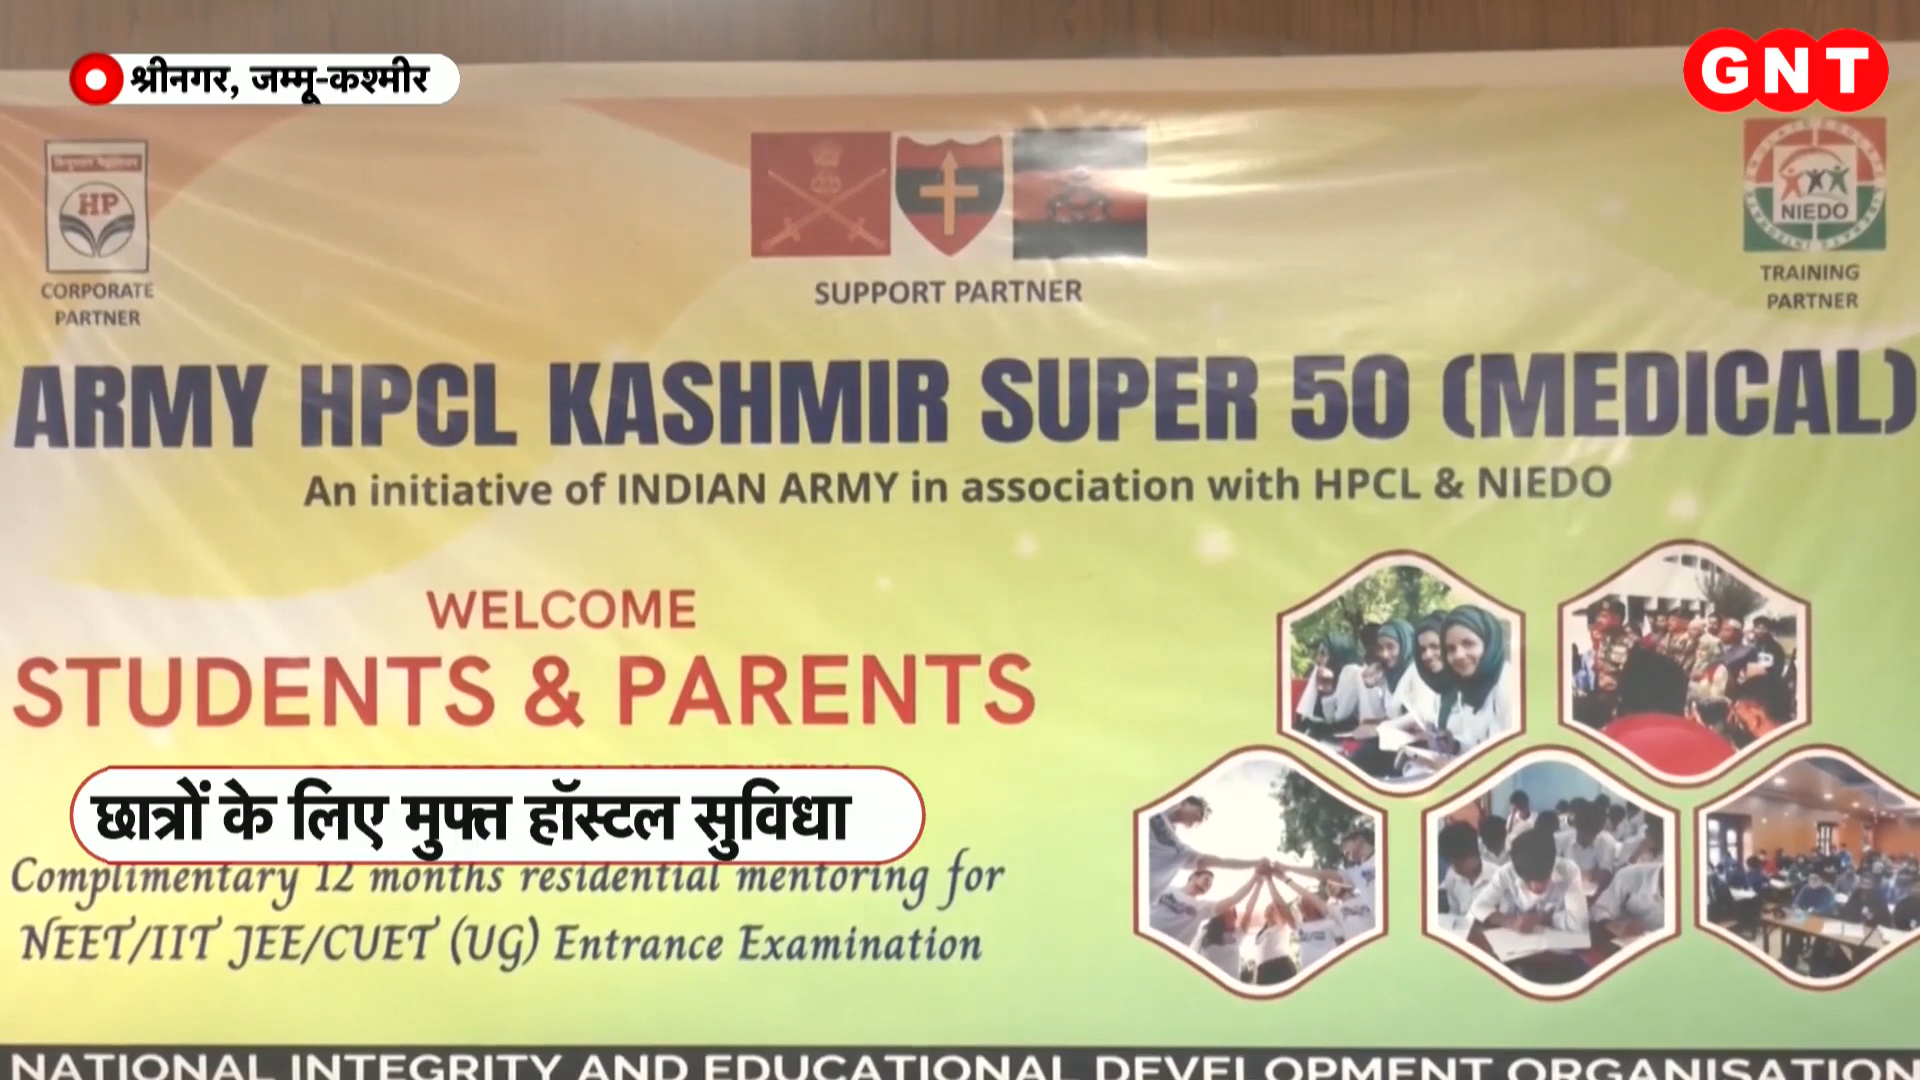 श्रीनगर, जम्मू-कश्मीर
GNT
हिन्दुस्तान पेट्रोलियम
HP
CORPORATE
PARTNER
SUPPORT PARTNER
NIEDO
TRAINING
PARTNER
ARMY HPCL KASHMIR SUPER 50 (MEDICAL)
An initiative of INDIAN ARMY in association with HPCL & NIEDO
WELCOME
STUDENTS & PARENTS
छात्रों के लिए मुफ्त हॉस्टल सुविधा
Complimentary 12 months residential mentoring for
NEET/IIT JEE/CUET (UG) Entrance Examination
NATIONAL INTEGRITY AND EDUCATIONAL DEVELOPMENT ORGANISATION